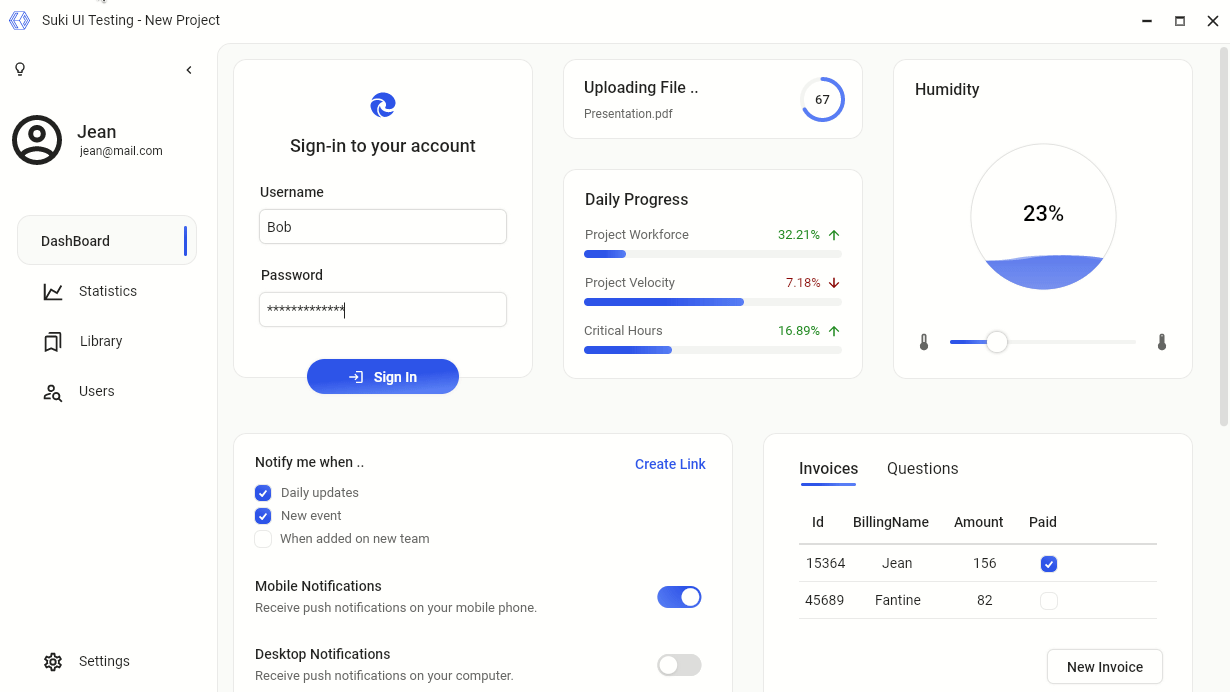 Suki UI Testing - New Project
Jean
jean@mail.com
DashBoard
Statistics
Library
Users
Settings
Sign-in to your account
Username
Bob
Password
*************
Sign In
Uploading File ..
Presentation.pdf
67
Daily Progress
Project Workforce 32.21%
Project Velocity 7.18%
Critical Hours 16.89%
Humidity
23%
Notify me when ..
Create Link
Daily updates
New event
When added on new team
Mobile Notifications
Receive push notifications on your mobile phone.
Desktop Notifications
Receive push notifications on your computer.
Invoices Questions
Id BillingName Amount Paid
15364 Jean 156
45689 Fantine 82
New Invoice